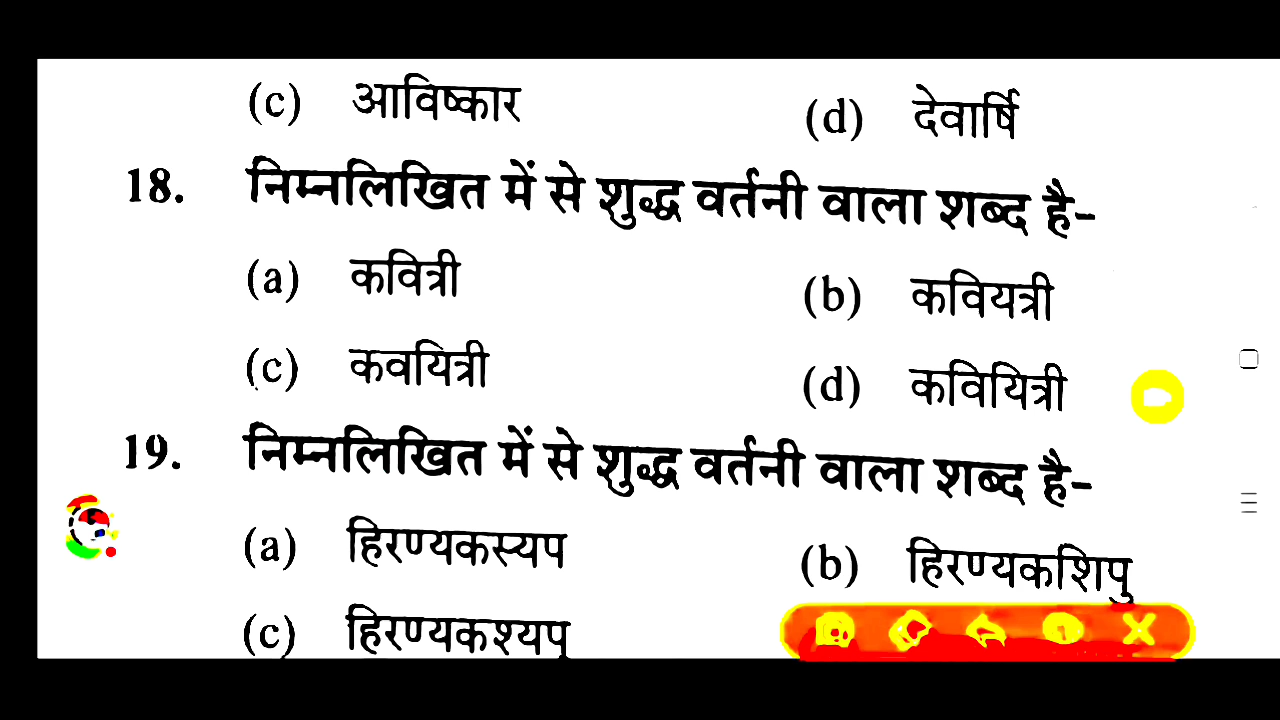 (c) आविष्कार (d) देवार्षि
18. निम्नलिखित में से शुद्ध वर्तनी वाला शब्द है-
(a) कवित्री (b) कवियत्री
(c) कवयित्री (d) कवियित्री
19. निम्नलिखित में से शुद्ध वर्तनी वाला शब्द है-
(a) हिरण्यकस्यप (b) हिरण्यकशिपु
(c) हिरण्यकश्यपु